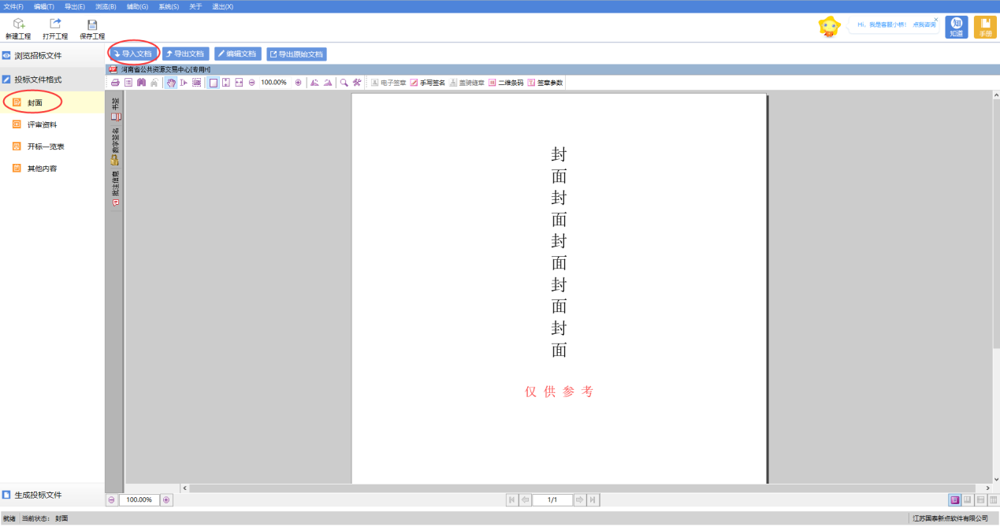 文件(F) 编辑(T) 导出(E) 浏览(B) 辅助(G) 系统(S) 关于 退出(X)
新建工程 打开工程 保存工程
Hi，我是客服小桥！ 点我咨询
知
知道
手册
浏览招标文件
投标文件格式
封面
评审资料
开标一览表
其他内容
生成投标文件
导入文档 导出文档 编辑文档 导出原始文档
河南省公共资源交易中心[专用H]
100.00%
电子签章 手写签名 盖骑缝章 二维条码 签章参数
书签
数字签名
批注信息
封
面
封
面
封
面
封
面
封
面
仅供参考
100.00%
1/1
就绪 当前状态： 封面
江苏国泰新点软件有限公司